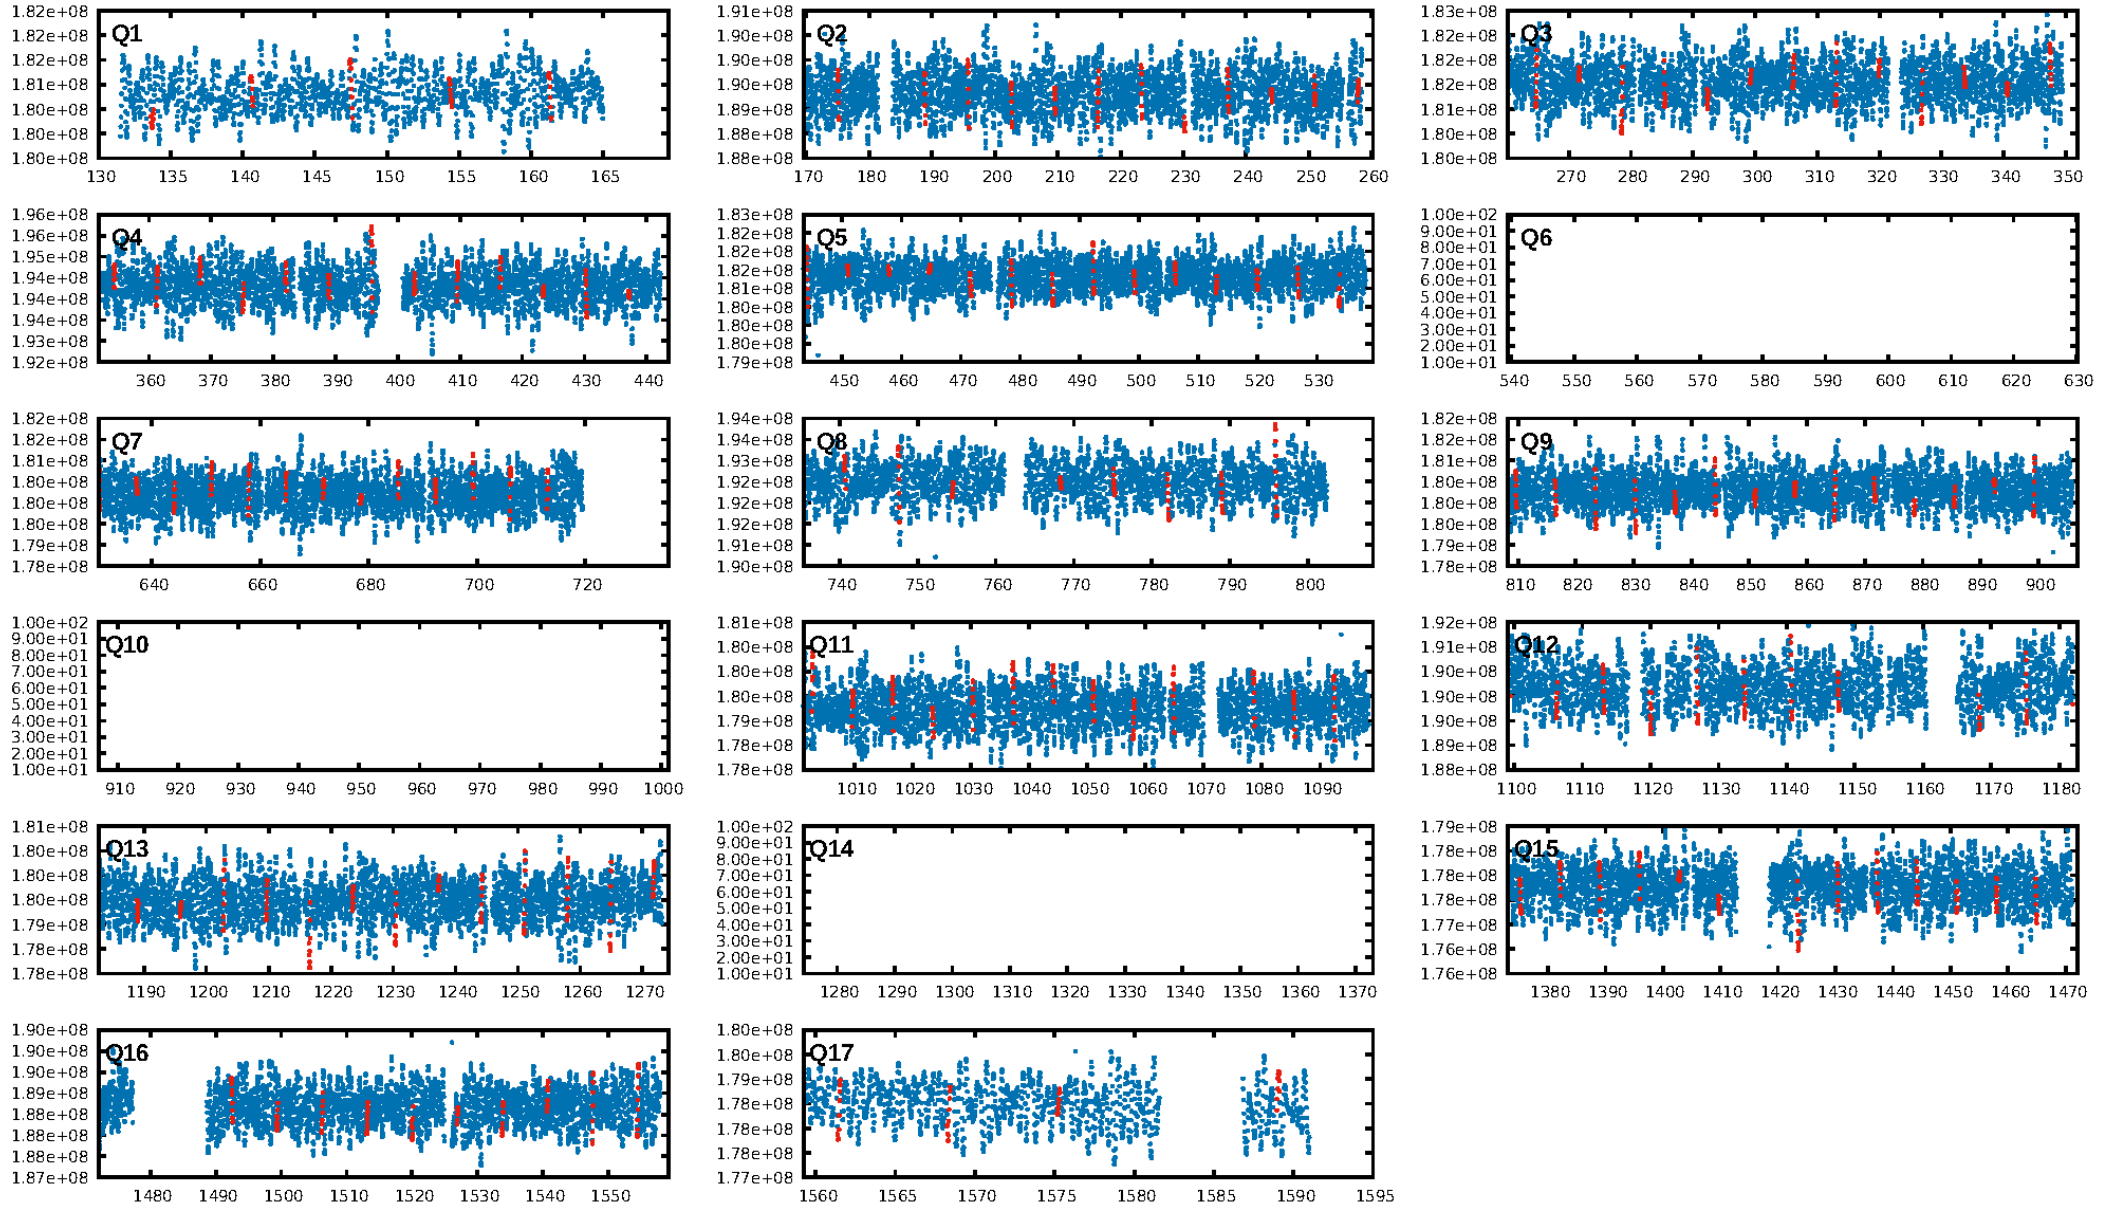 1.82e+08 1.82e+08 1.82e+08 1.81e+08 1.80e+08 1.80e+08 1.80e+08
Q1
130 135 140 145 150 155 160 165
1.91e+08 1.90e+08 1.90e+08 1.89e+08 1.88e+08 1.88e+08
Q2
170 180 190 200 210 220 230 240 250 260
1.83e+08 1.82e+08 1.82e+08 1.82e+08 1.81e+08 1.80e+08 1.80e+08
Q3
270 280 290 300 310 320 330 340 350
1.96e+08 1.96e+08 1.95e+08 1.94e+08 1.94e+08 1.94e+08 1.93e+08 1.92e+08
Q4
360 370 380 390 400 410 420 430 440
1.83e+08 1.82e+08 1.82e+08 1.82e+08 1.81e+08 1.80e+08 1.80e+08 1.80e+08 1.79e+08
Q5
450 460 470 480 490 500 510 520 530
1.00e+02 9.00e+01 8.00e+01 7.00e+01 6.00e+01 5.00e+01 4.00e+01 3.00e+01 2.00e+01 1.00e+01
Q6
540 550 560 570 580 590 600 610 620 630
1.82e+08 1.82e+08 1.81e+08 1.80e+08 1.80e+08 1.80e+08 1.79e+08 1.78e+08
Q7
640 660 680 700 720
1.94e+08 1.94e+08 1.93e+08 1.92e+08 1.92e+08 1.92e+08 1.91e+08 1.90e+08
Q8
740 750 760 770 780 790 800
1.82e+08 1.82e+08 1.81e+08 1.80e+08 1.80e+08 1.80e+08 1.79e+08 1.78e+08
Q9
810 820 830 840 850 860 870 880 890 900
1.00e+02 9.00e+01 8.00e+01 7.00e+01 6.00e+01 5.00e+01 4.00e+01 3.00e+01 2.00e+01 1.00e+01
Q10
910 920 930 940 950 960 970 980 990 1000
1.81e+08 1.80e+08 1.80e+08 1.80e+08 1.79e+08 1.78e+08 1.78e+08
Q11
1010 1020 1030 1040 1050 1060 1070 1080 1090
1.92e+08 1.91e+08 1.91e+08 1.90e+08 1.90e+08 1.89e+08 1.88e+08
Q12
1100 1110 1120 1130 1140 1150 1160 1170 1180
1.81e+08 1.80e+08 1.80e+08 1.80e+08 1.79e+08 1.78e+08 1.78e+08
Q13
1190 1200 1210 1220 1230 1240 1250 1260 1270
1.00e+02 9.00e+01 8.00e+01 7.00e+01 6.00e+01 5.00e+01 4.00e+01 3.00e+01 2.00e+01 1.00e+01
Q14
1280 1290 1300 1310 1320 1330 1340 1350 1360 1370
1.79e+08 1.78e+08 1.78e+08 1.78e+08 1.77e+08 1.76e+08 1.76e+08
Q15
1380 1390 1400 1410 1420 1430 1440 1450 1460 1470
1.90e+08 1.90e+08 1.90e+08 1.89e+08 1.88e+08 1.88e+08 1.88e+08 1.87e+08
Q16
1480 1490 1500 1510 1520 1530 1540 1550
1.80e+08 1.80e+08 1.79e+08 1.78e+08 1.78e+08 1.78e+08 1.77e+08
Q17
1560 1565 1570 1575 1580 1585 1590 1595